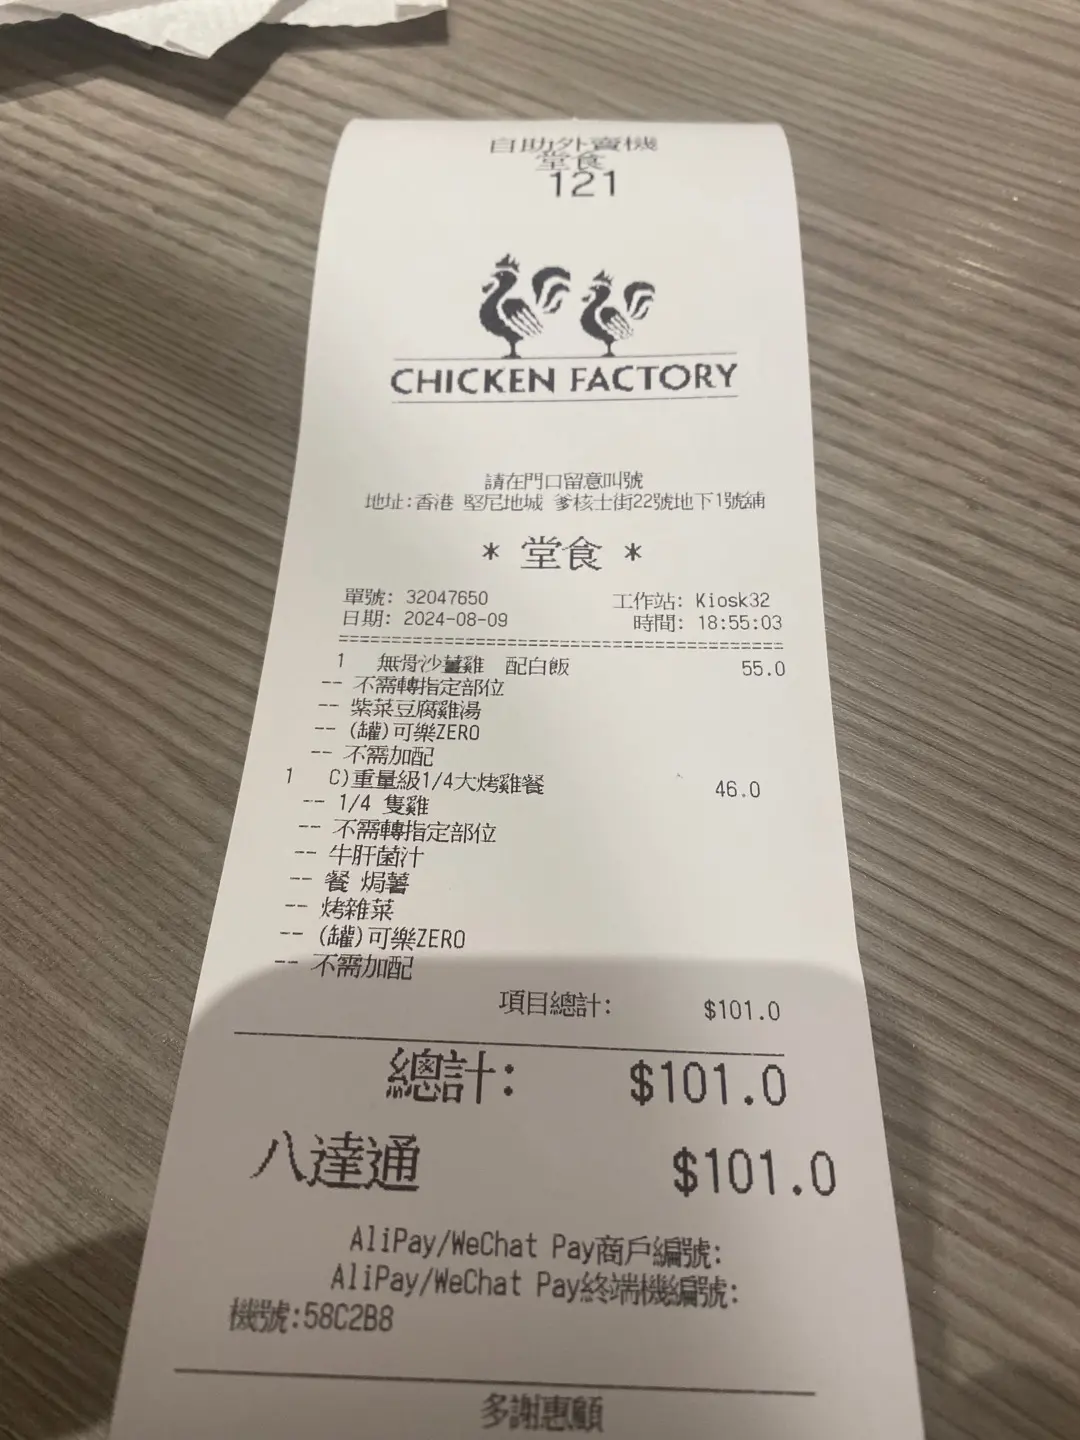 自助外賣機
堂食
121
CHICKEN FACTORY
請在門口留意叫號
地址:香港 堅尼地城 爹核士街22號地下1號舖
* 堂食 *
單號: 32047650 工作站: Kiosk32
日期: 2024-08-09 時間: 18:55:03
==========================================
1 無骨沙薑雞 配白飯 55.0
-- 不需轉指定部位
-- 紫菜豆腐雞湯
-- (罐)可樂ZERO
-- 不需加配
1 C)重量級1/4大烤雞餐 46.0
-- 1/4 隻雞
-- 不需轉指定部位
-- 牛肝菌汁
-- 餐 焗薯
-- 烤雜菜
-- (罐)可樂ZERO
-- 不需加配
項目總計: $101.0
總計: $101.0
八達通 $101.0
AliPay/WeChat Pay商戶編號:
AliPay/WeChat Pay終端機編號:
機號:58C2B8
多謝惠顧